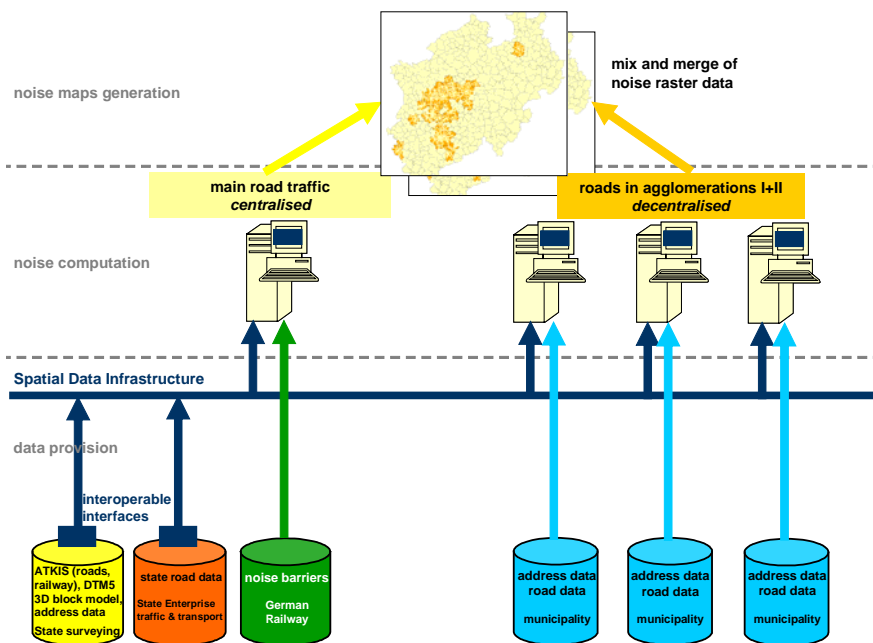 noise maps generation
mix and merge of
noise raster data
main road traffic
centralised
roads in agglomerations I+II
decentralised
noise computation
Spatial Data Infrastructure
data provision
interoperable
interfaces
ATKIS (roads,
railway), DTM5
3D block model,
address data
State surveying
state road data
State Enterprise
traffic & transport
noise barriers
German
Railway
address data
road data
municipality
address data
road data
municipality
address data
road data
municipality